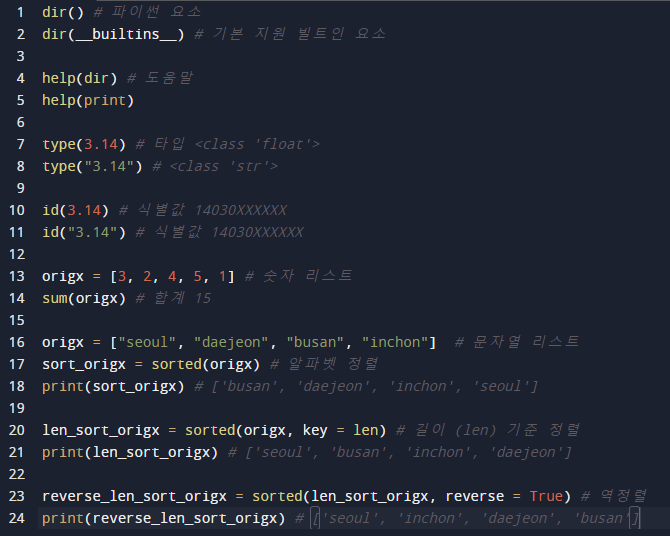 1 dir() # 파이썬 요소
2 dir(__builtins__) # 기본 지원 빌트인 요소
3
4 help(dir) # 도움말
5 help(print)
6
7 type(3.14) # 타입 <class 'float'>
8 type("3.14") # <class 'str'>
9
10 id(3.14) # 식별값 14030XXXXXX
11 id("3.14") # 식별값 14030XXXXXX
12
13 origx = [3, 2, 4, 5, 1] # 숫자 리스트
14 sum(origx) # 합계 15
15
16 origx = ["seoul", "daejeon", "busan", "inchon"]  # 문자열 리스트
17 sort_origx = sorted(origx) # 알파벳 정렬
18 print(sort_origx) # ['busan', 'daejeon', 'inchon', 'seoul']
19
20 len_sort_origx = sorted(origx, key = len) # 길이 (len) 기준 정렬
21 print(len_sort_origx) # ['seoul', 'busan', 'inchon', 'daejeon']
22
23 reverse_len_sort_origx = sorted(len_sort_origx, reverse = True) # 역정렬
24 print(reverse_len_sort_origx) # ['seoul', 'inchon', 'daejeon', 'busan']